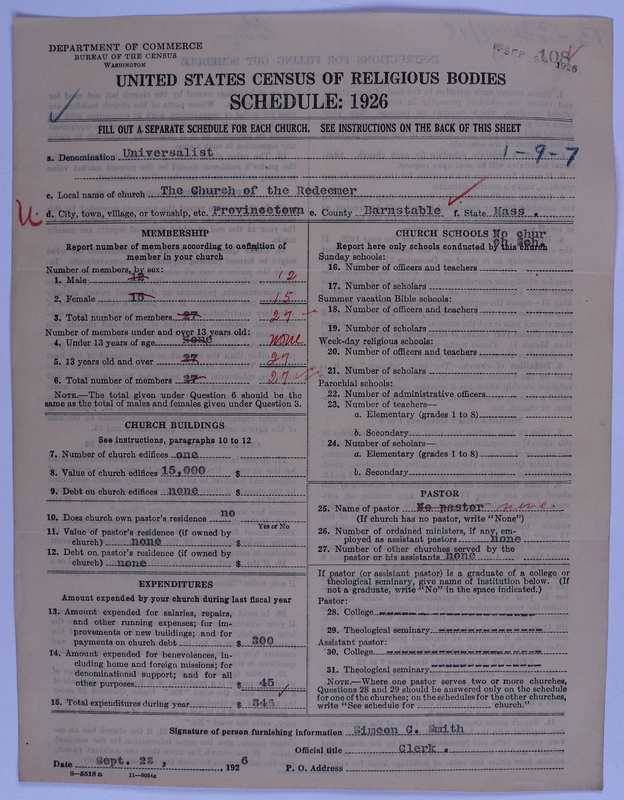 DEPARTMENT OF COMMERCE
BUREAU OF THE CENSUS
WASHINGTON
SEP
108
1926
UNITED STATES CENSUS OF RELIGIOUS BODIES
SCHEDULE: 1926
FILL OUT A SEPARATE SCHEDULE FOR EACH CHURCH. SEE INSTRUCTIONS ON THE BACK OF THIS SHEET
a. Denomination Universalist
1-9-7
c. Local name of church The Church of the Redeemer
U. d. City, town, village, or township, etc. Provincetown e. County Barnstable f. State Mass.
MEMBERSHIP
Report number of members according to definition of
member in your church
Number of members, by sex:
1. Male 12 12
2. Female 15 15
3. Total number of members 27 27
Number of members under and over 13 years old:
4. Under 13 years of age None none
5. 13 years old and over 27 27
6. Total number of members 27 27
NOTE.—The total given under Question 6 should be the
same as the total of males and females given under Question 3.
CHURCH BUILDINGS
See instructions, paragraphs 10 to 12
7. Number of church edifices one
8. Value of church edifices 15,000 $
9. Debt on church edifices none $
10. Does church own pastor's residence no
Yes or No
11. Value of pastor's residence (if owned by
church) none $
12. Debt on pastor's residence (if owned by
church) none $
EXPENDITURES
Amount expended by your church during last fiscal year
13. Amount expended for salaries, repairs,
and other running expenses; for im-
provements or new buildings; and for
payments on church debt $ 300
14. Amount expended for benevolences, in-
cluding home and foreign missions; for
denominational support; and for all
other purposes $ 45
15. Total expenditures during year $ 345
CHURCH SCHOOLS No chur
ch sch.
Report here only schools conducted by this church
Sunday schools:
16. Number of officers and teachers
17. Number of scholars
Summer vacation Bible schools:
18. Number of officers and teachers
19. Number of scholars
Week-day religious schools:
20. Number of officers and teachers
21. Number of scholars
Parochial schools:
22. Number of administrative officers
23. Number of teachers—
a. Elementary (grades 1 to 8)
b. Secondary
24. Number of scholars—
a. Elementary (grades 1 to 8)
b. Secondary
PASTOR
25. Name of pastor No pastor none
(If church has no pastor, write "None")
26. Number of ordained ministers, if any, em-
ployed as assistant pastors None
27. Number of other churches served by the
pastor or his assistants none
If pastor (or assistant pastor) is a graduate of a college or
theological seminary, give name of institution below. (If
not a graduate, write "No" in the space indicated.)
Pastor:
28. College
29. Theological seminary
Assistant pastor:
30. College
31. Theological seminary
NOTE.—Where one pastor serves two or more churches,
Questions 28 and 29 should be answered only on the schedule
for one of the churches; on the schedules for the other churches,
write "See schedule for church."
Signature of person furnishing information Simeon C. Smith
Official title Clerk.
Date Sept. 28, 1926 P. O. Address
8—5518a 11—9064g